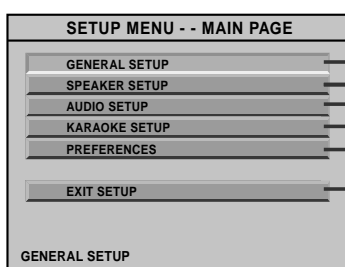 SETUP MENU - - MAIN PAGE
GENERAL SETUP
SPEAKER SETUP
AUDIO SETUP
KARAOKE SETUP
PREFERENCES
EXIT SETUP
GENERAL SETUP